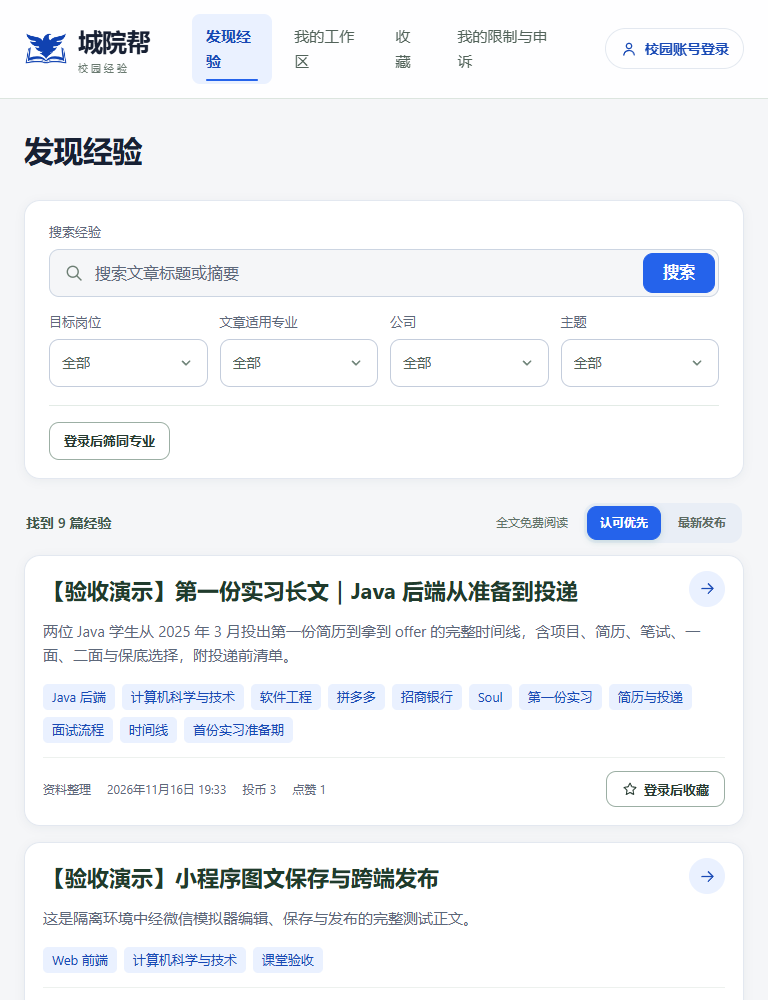 城院帮
校园经验
发现经
验
我的工作
区
收
藏
我的限制与申
诉
校园账号登录
发现经验
搜索经验
搜索文章标题或摘要
搜索
目标岗位 文章适用专业 公司 主题
全部 全部 全部 全部
登录后筛同专业
找到 9 篇经验 全文免费阅读 认可优先 最新发布
【验收演示】第一份实习长文｜Java 后端从准备到投递
两位 Java 学生从 2025 年 3 月投出第一份简历到拿到 offer 的完整时间线，含项目、简历、笔试、一
面、二面与保底选择，附投递前清单。
Java 后端 计算机科学与技术 软件工程 拼多多 招商银行 Soul 第一份实习 简历与投递
面试流程 时间线 首份实习准备期
资料整理 2026年11月16日 19:33 投币 3 点赞 1 登录后收藏
【验收演示】小程序图文保存与跨端发布
这是隔离环境中经微信模拟器编辑、保存与发布的完整测试正文。
Web 前端 计算机科学与技术 课堂验收